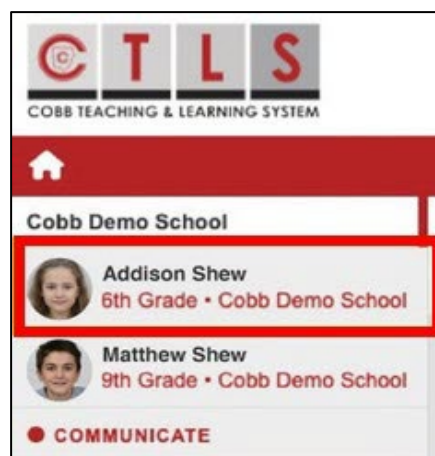 CTLS
COBB TEACHING & LEARNING SYSTEM
Cobb Demo School
Addison Shew
6th Grade • Cobb Demo School
Matthew Shew
9th Grade • Cobb Demo School
COMMUNICATE